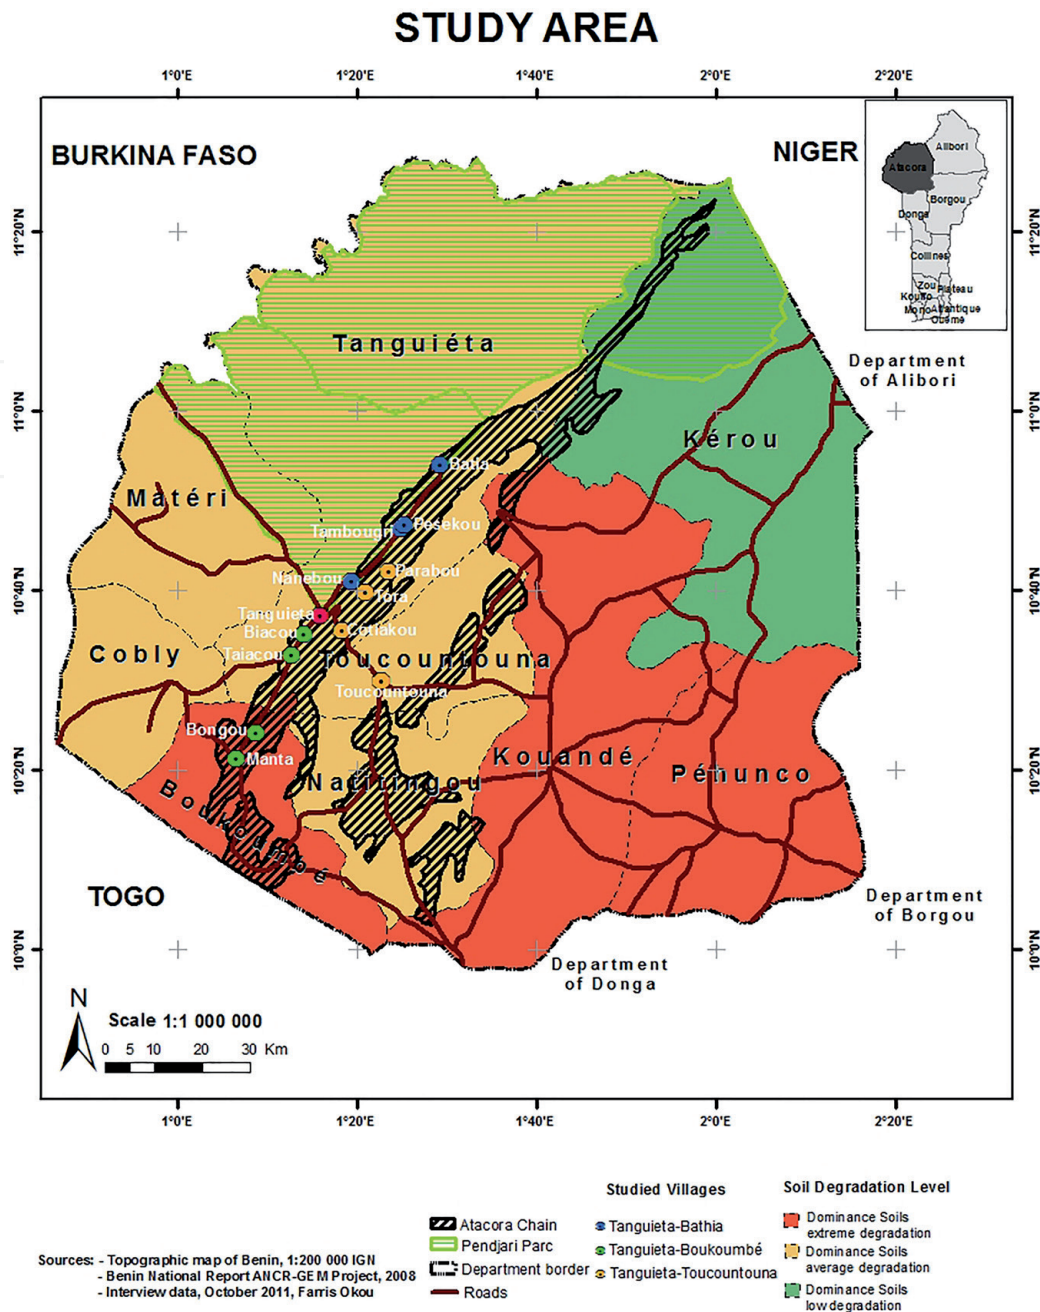 STUDY AREA
1°0'E 1°20'E 1°40'E 2°0'E 2°20'E
BURKINA FASO
NIGER
Alibori
Atacora
Borgou
Donga
Collines
Zou
Plateau
Kouffo
Mono
Atlantique
Ouémé
11°20'N
11°20'N
Tanguiéta
Department
of Alibori
11°0'N
11°0'N
Kérou
Batia
Matéri
Pesekou
Tambougri
Parabou
Nanebou
Tora
10°40'N
10°40'N
Tanguieta
Biacou
Cotiakou
Cobly
Taiacou
Toucountouna
Toucountouna
Bongou
Manta
Kouandé
Natitingou
Péhunco
10°20'N
10°20'N
Boukoumbé
TOGO
Department
of Borgou
10°0'N
10°0'N
Department
of Donga
N
Scale 1:1 000 000
0 5 10 20 30 Km
1°0'E 1°20'E 1°40'E 2°0'E 2°20'E
Studied Villages
Soil Degradation Level
Atacora Chain
Pendjari Parc
Department border
Roads
Tanguieta-Bathia
Tanguieta-Boukoumbé
Tanguieta-Toucountouna
Dominance Soils
extreme degradation
Dominance Soils
average degradation
Dominance Soils
low degradation
Sources: - Topographic map of Benin, 1:200 000 IGN
- Benin National Report ANCR-GEM Project, 2008
- Interview data, October 2011, Farris Okou